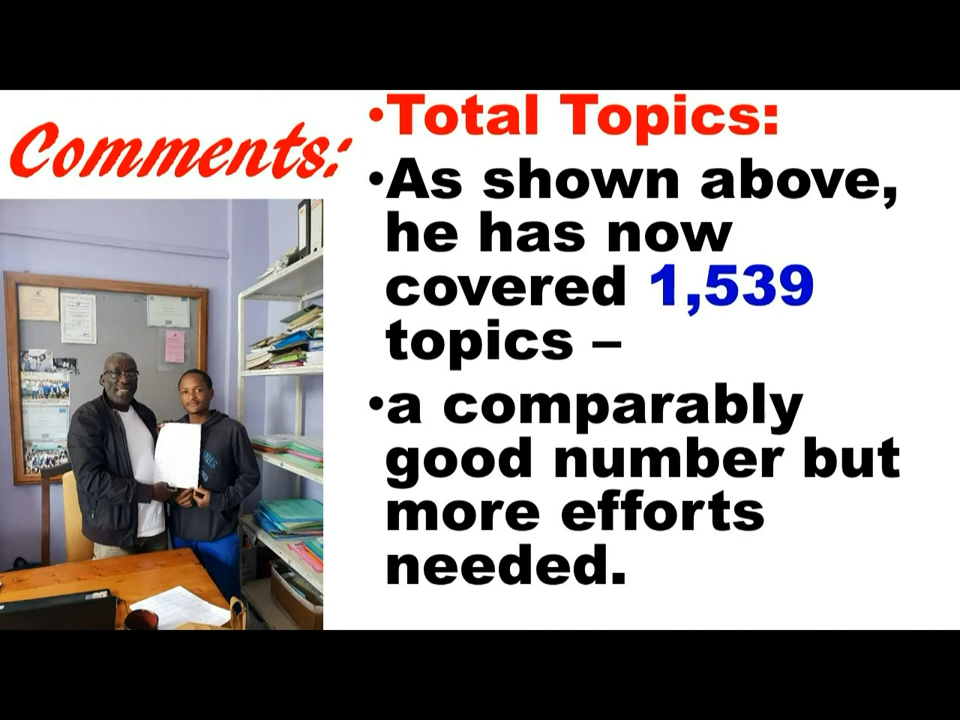 Comments:
•Total Topics:
•As shown above,
he has now
covered 1,539
topics –
•a comparably
good number but
more efforts
needed.